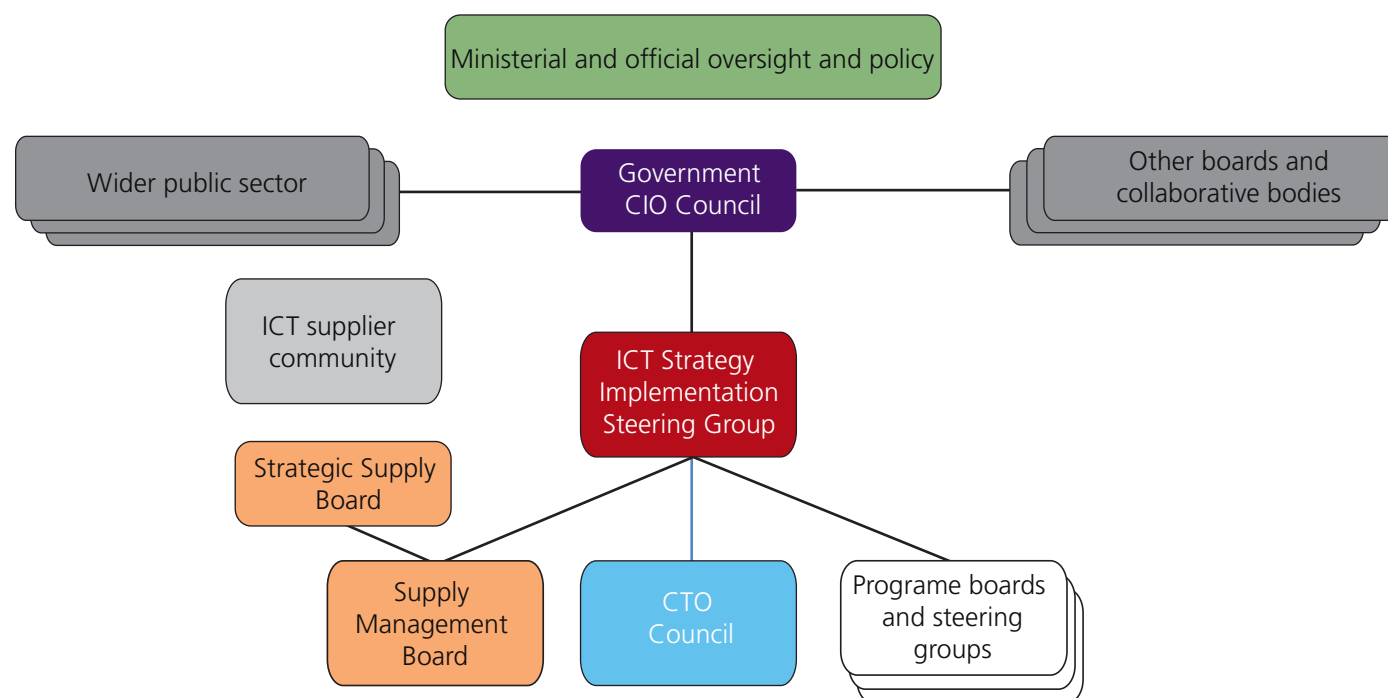 Ministerial and official oversight and policy
Wider public sector
Government
CIO Council
Other boards and
collaborative bodies
ICT supplier
community
ICT Strategy
Implementation
Steering Group
Strategic Supply
Board
Supply
Management
Board
CTO
Council
Programe boards
and steering
groups